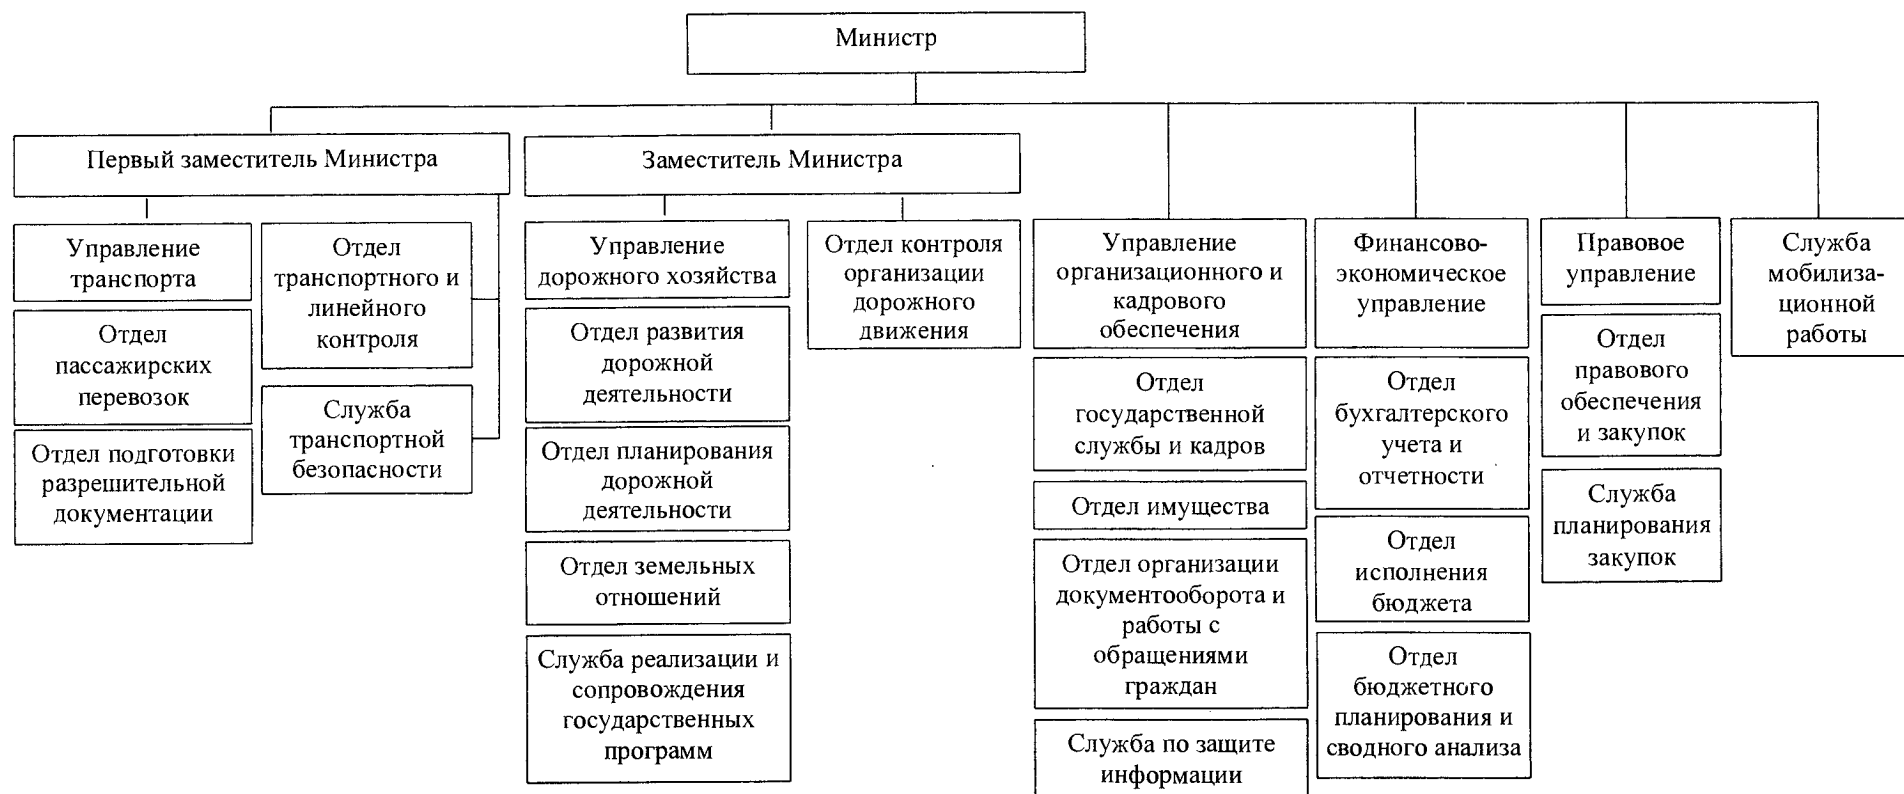 Министр
Первый заместитель Министра
Заместитель Министра
Управление
транспорта
Отдел
пассажирских
перевозок
Отдел подготовки
разрешительной
документации
Отдел
транспортного и
линейного
контроля
Служба
транспортной
безопасности
Управление
дорожного хозяйства
Отдел развития
дорожной
деятельности
Отдел планирования
дорожной
деятельности
Отдел земельных
отношений
Служба реализации и
сопровождения
государственных
программ
Отдел контроля
организации
дорожного
движения
Управление
организационного и
кадрового
обеспечения
Отдел
государственной
службы и кадров
Отдел имущества
Отдел организации
документооборота и
работы с
обращениями
граждан
Служба по защите
информации
Финансово-
экономическое
управление
Отдел
бухгалтерского
учета и
отчетности
Отдел
исполнения
бюджета
Отдел
бюджетного
планирования и
сводного анализа
Правовое
управление
Отдел
правового
обеспечения
и закупок
Служба
планирования
закупок
Служба
мобилиза-
ционной
работы